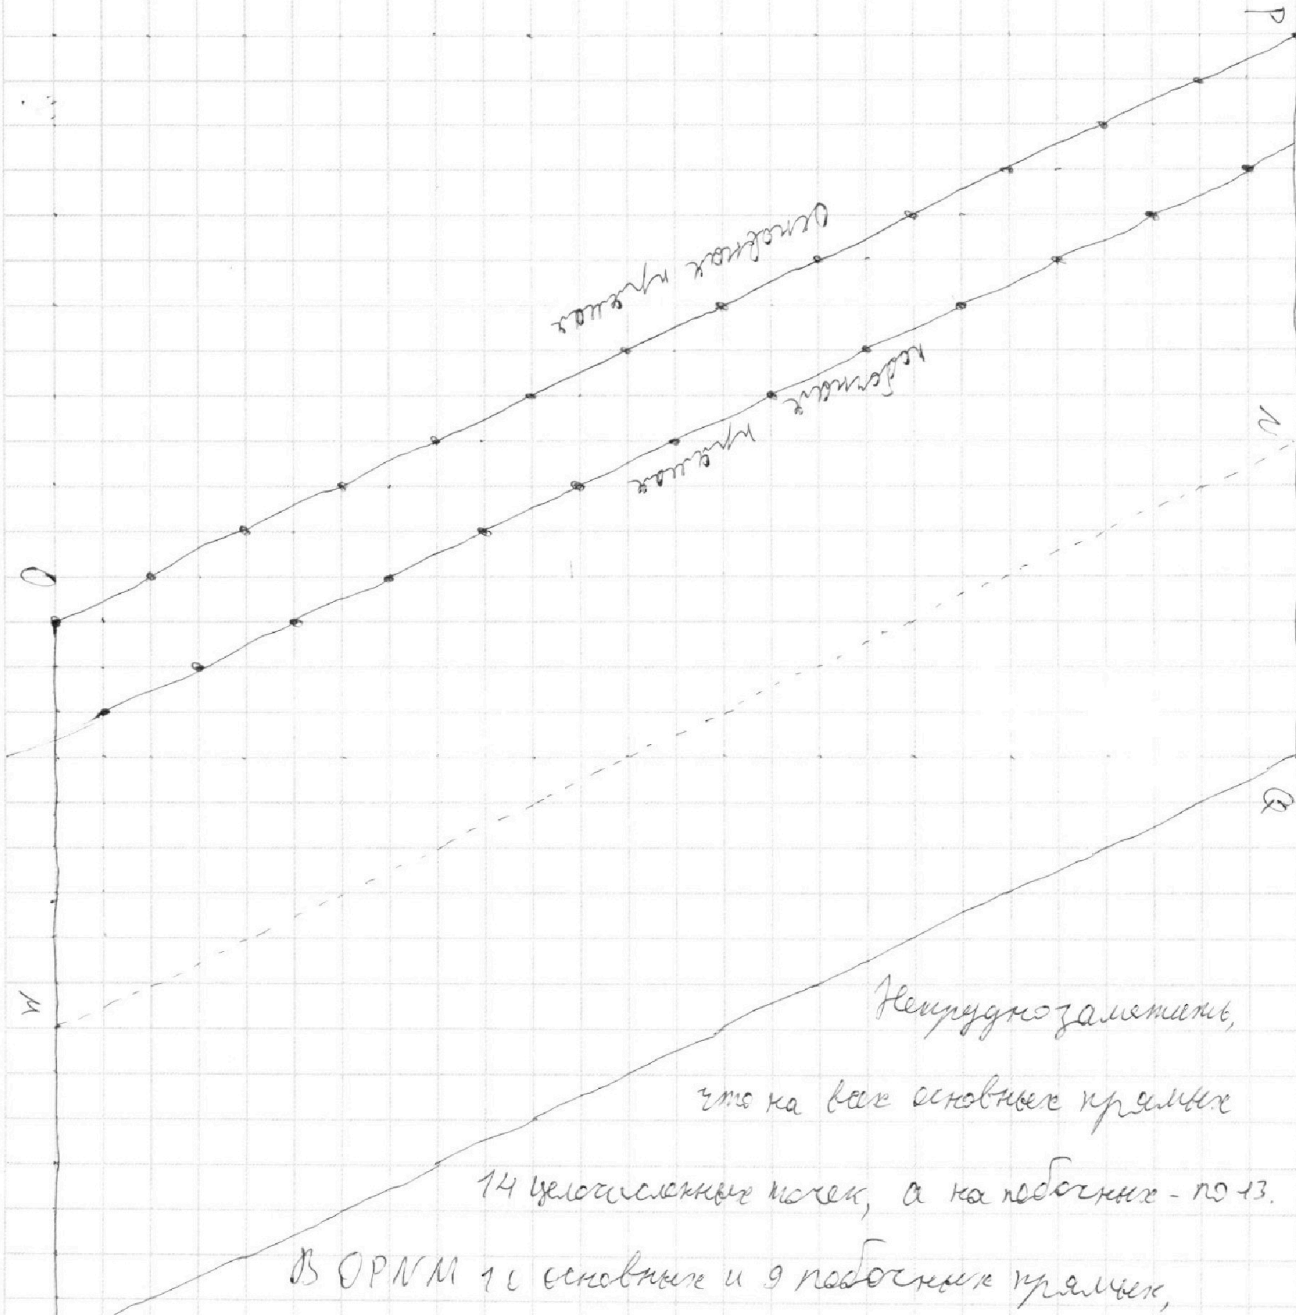 P
основная прямая
побочная прямая
N
O
Q
M
Нетрудно заметить,
что на всех основных прямых
14 целочисленных точек, а на побочных - по 13.
В OPNM 10 основных и 9 побочных прямых,